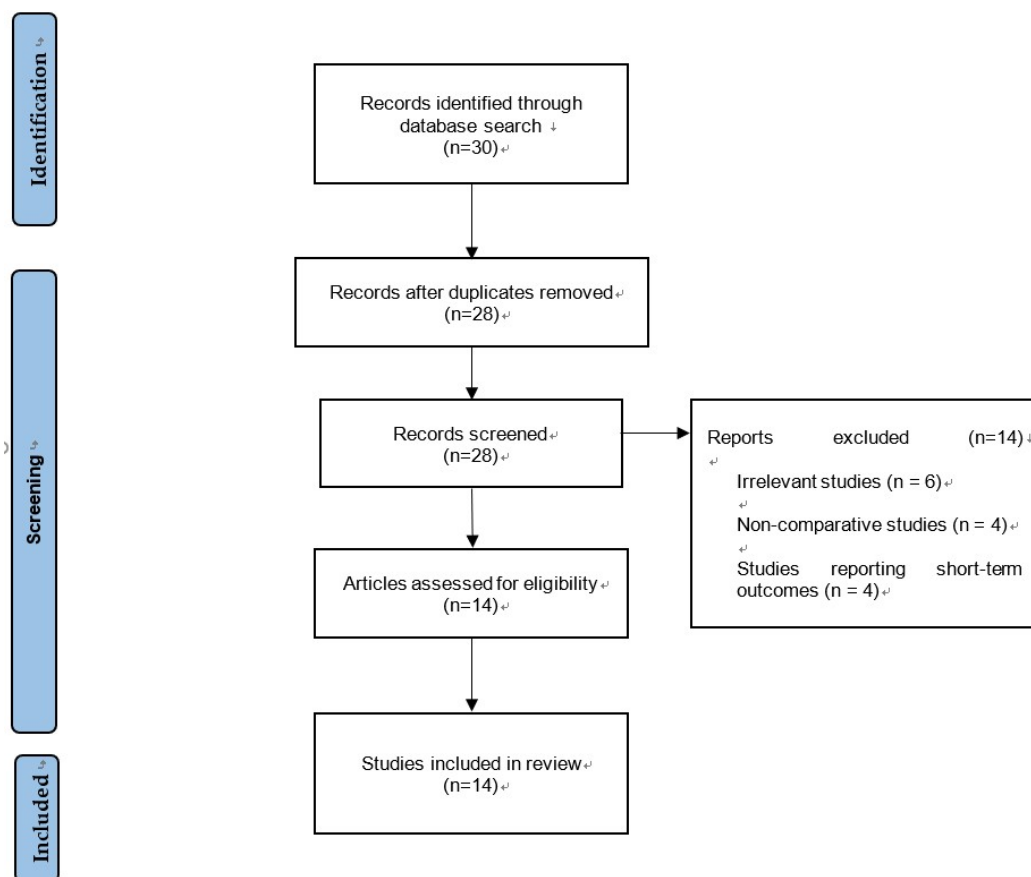 Identification
Records identified through
database search
(n=30)
Records after duplicates removed
(n=28)
Screening
Records screened
(n=28)
Reports excluded (n=14)
Irrelevant studies (n = 6)
Non-comparative studies (n = 4)
Studies reporting short-term
outcomes (n = 4)
Articles assessed for eligibility
(n=14)
Included
Studies included in review
(n=14)